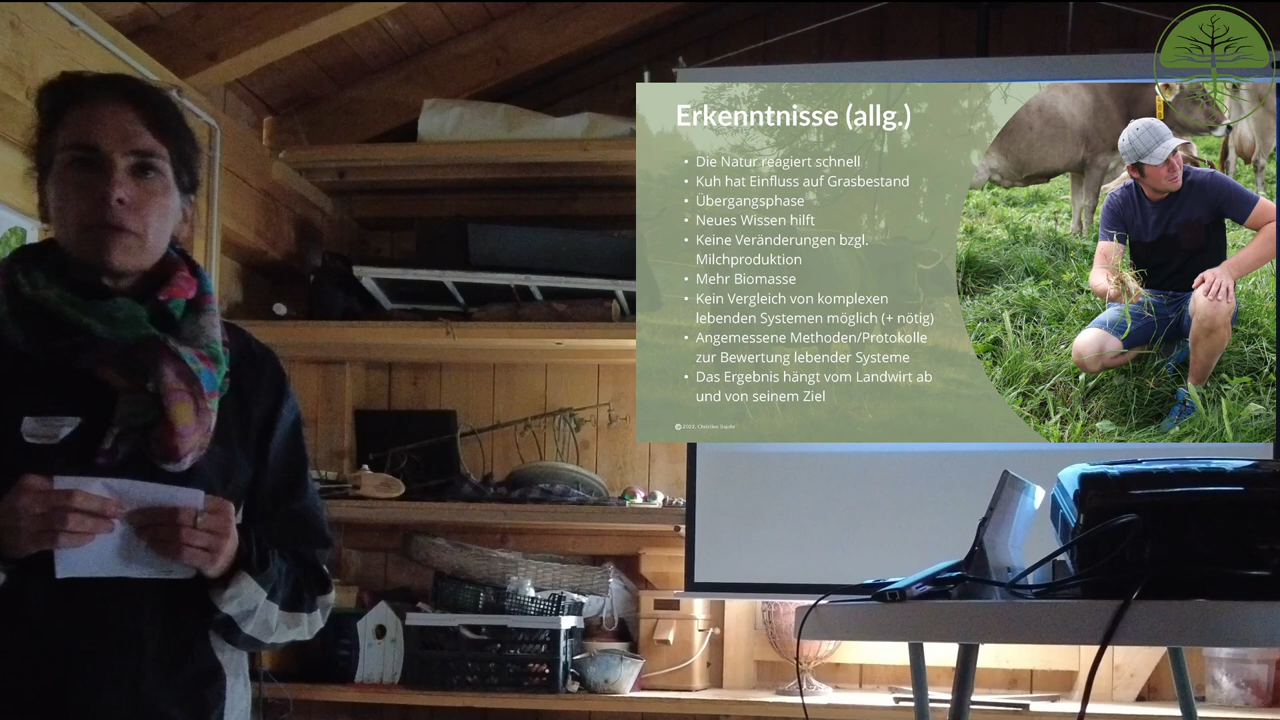 Erkenntnisse (allg.)
• Die Natur reagiert schnell
• Kuh hat Einfluss auf Grasbestand
• Übergangsphase
• Neues Wissen hilft
• Keine Veränderungen bzgl.
Milchproduktion
• Mehr Biomasse
• Kein Vergleich von komplexen
lebenden Systemen möglich (+ nötig)
• Angemessene Methoden/Protokolle
zur Bewertung lebender Systeme
• Das Ergebnis hängt vom Landwirt ab
und von seinem Ziel
2022, Christine